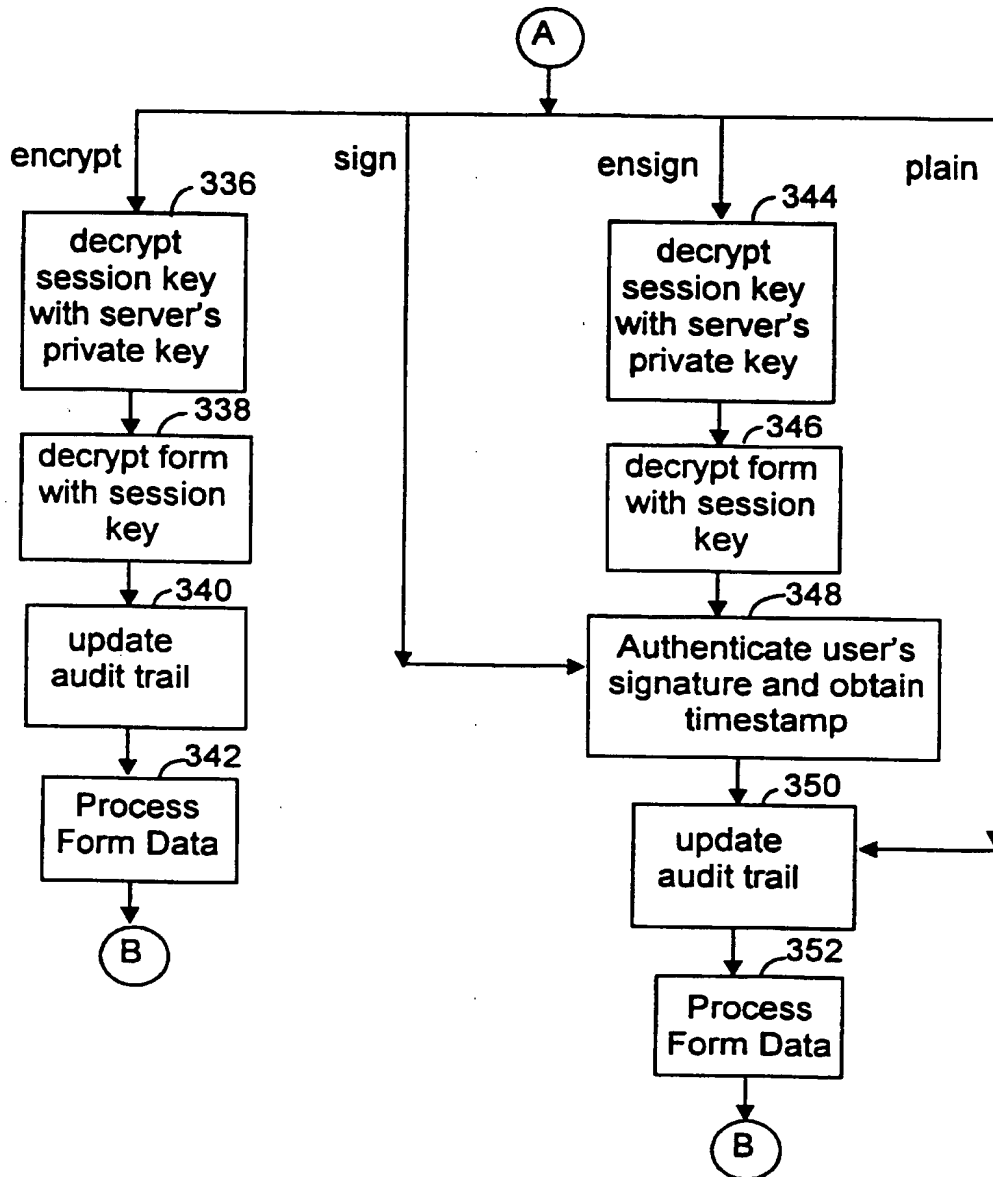 A
encrypt
sign
ensign
plain
336
decrypt
session key
with server's
private key
338
decrypt form
with session
key
340
update
audit trail
342
Process
Form Data
B
344
decrypt
session key
with server's
private key
346
decrypt form
with session
key
348
Authenticate user's
signature and obtain
timestamp
350
update
audit trail
352
Process
Form Data
B